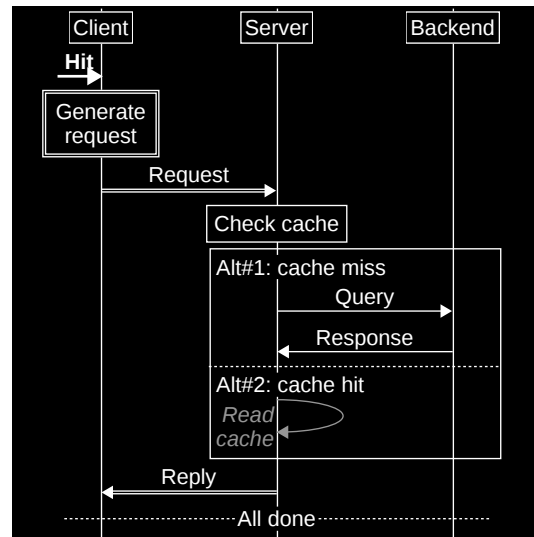 Client Server Backend
Hit
Generate
request
Request
Check cache
Alt#1: cache miss
Query
Response
Alt#2: cache hit
Read
cache
Reply
All done